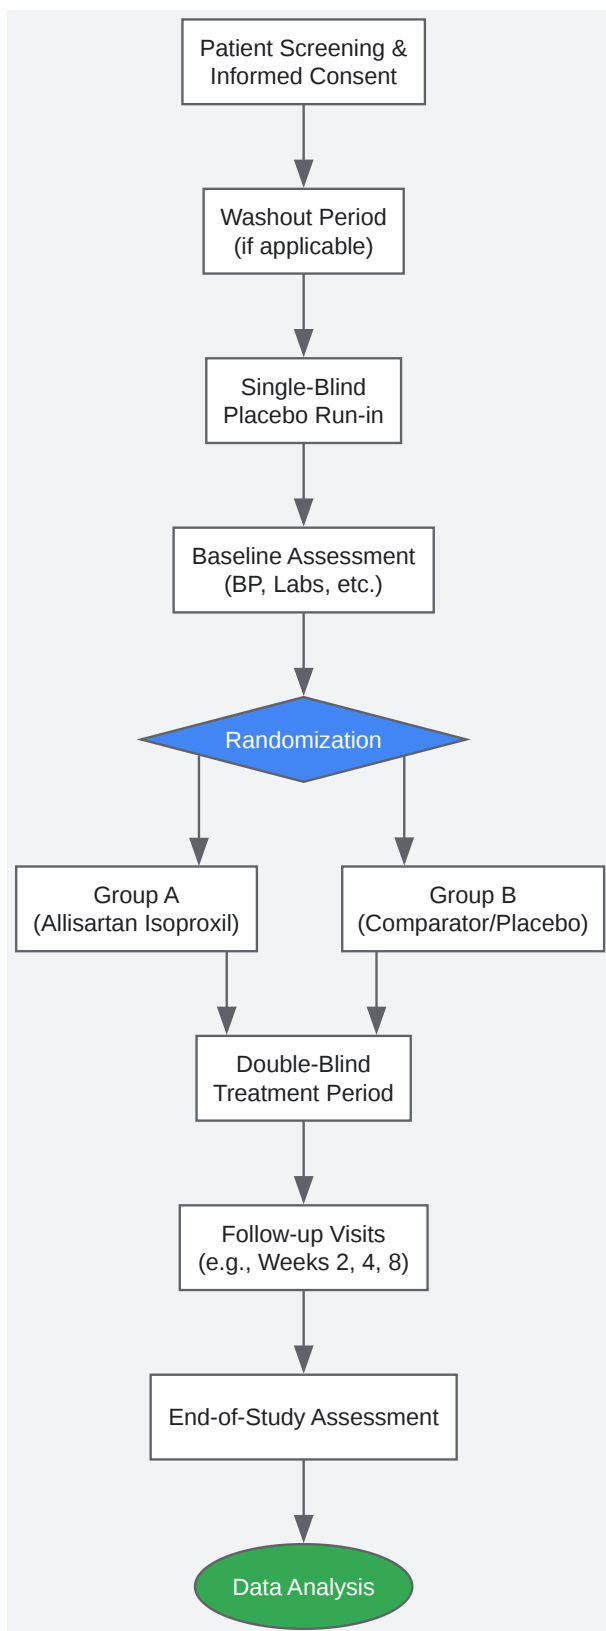 Patient Screening &
Informed Consent
Washout Period
(if applicable)
Single-Blind
Placebo Run-in
Baseline Assessment
(BP, Labs, etc.)
Randomization
Group A
(Allisartan Isoproxil)
Group B
(Comparator/Placebo)
Double-Blind
Treatment Period
Follow-up Visits
(e.g., Weeks 2, 4, 8)
End-of-Study Assessment
Data Analysis